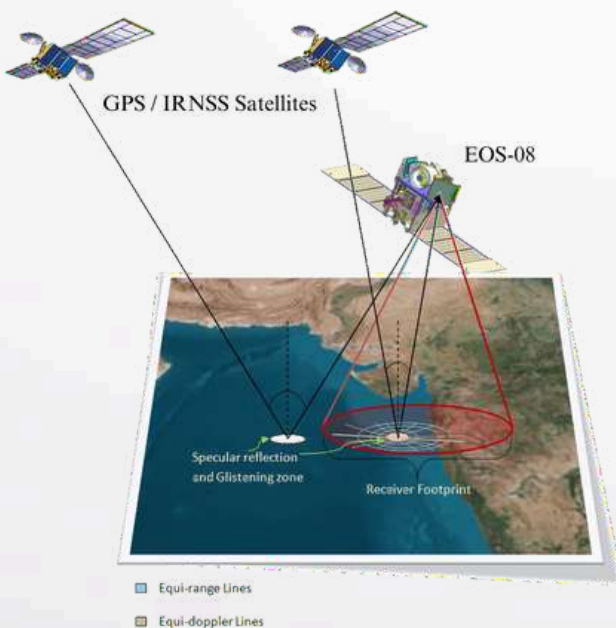 GPS / IRNSS Satellites
EOS-08
Specular reflection
and Glistening zone
Receiver Footprint
Equi-range Lines
Equi-doppler Lines